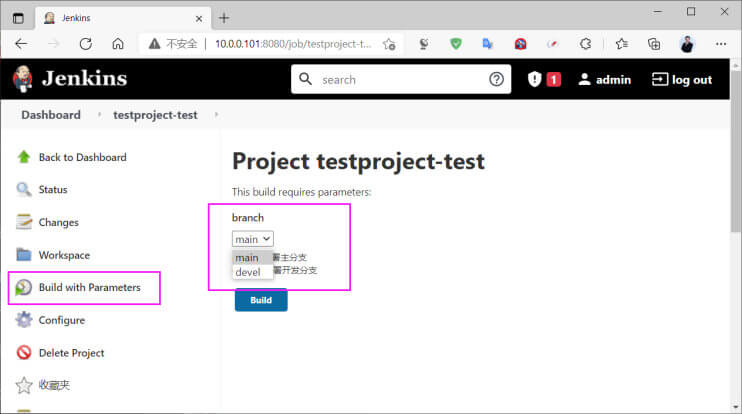 Jenkins
不安全 10.0.0.101:8080/job/testproject-t...
Jenkins
search
1
admin
log out
Dashboard
testproject-test
Back to Dashboard
Status
Changes
Workspace
Build with Parameters
Configure
Delete Project
收藏夹
Project testproject-test
This build requires parameters:
branch
main
main 署主分支
devel 署开发分支
Build